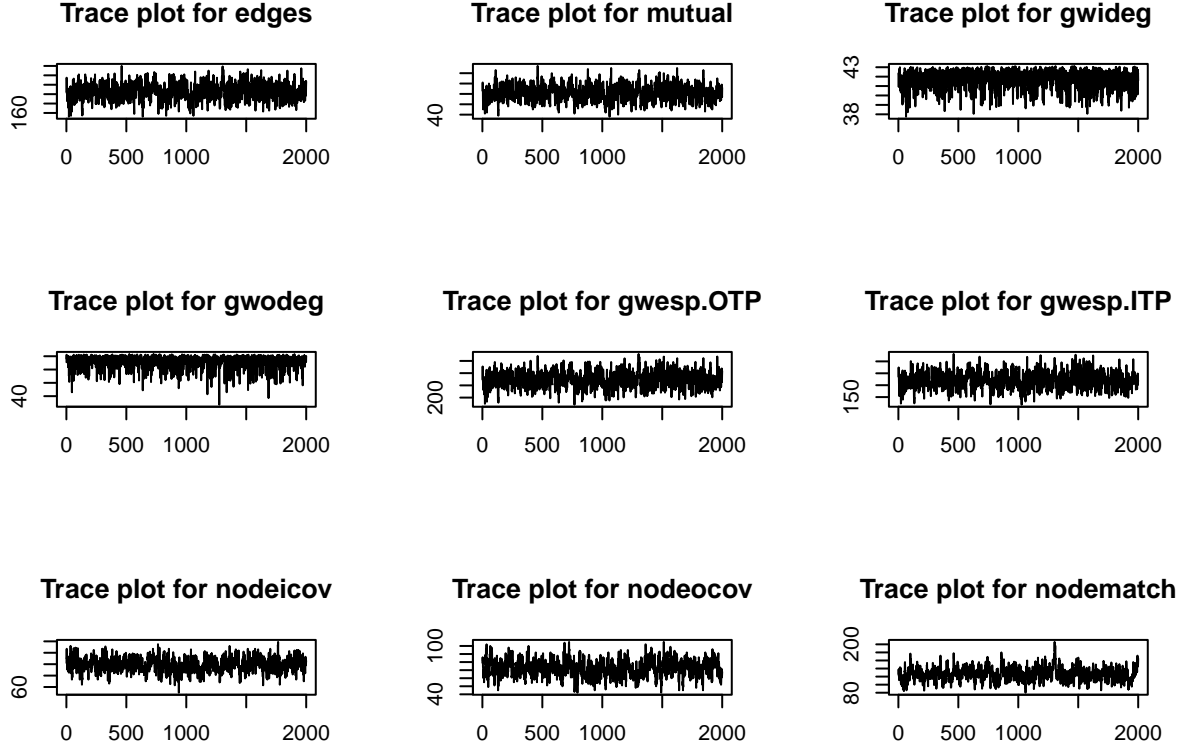 Trace plot for edges
160
0 500 1000 2000
Trace plot for mutual
40
0 500 1000 2000
Trace plot for gwideg
43
38
0 500 1000 2000
Trace plot for gwodeg
40
0 500 1000 2000
Trace plot for gwesp.OTP
200
0 500 1000 2000
Trace plot for gwesp.ITP
150
0 500 1000 2000
Trace plot for nodeicov
60
0 500 1000 2000
Trace plot for nodeocov
100
40
0 500 1000 2000
Trace plot for nodematch
200
80
0 500 1000 2000